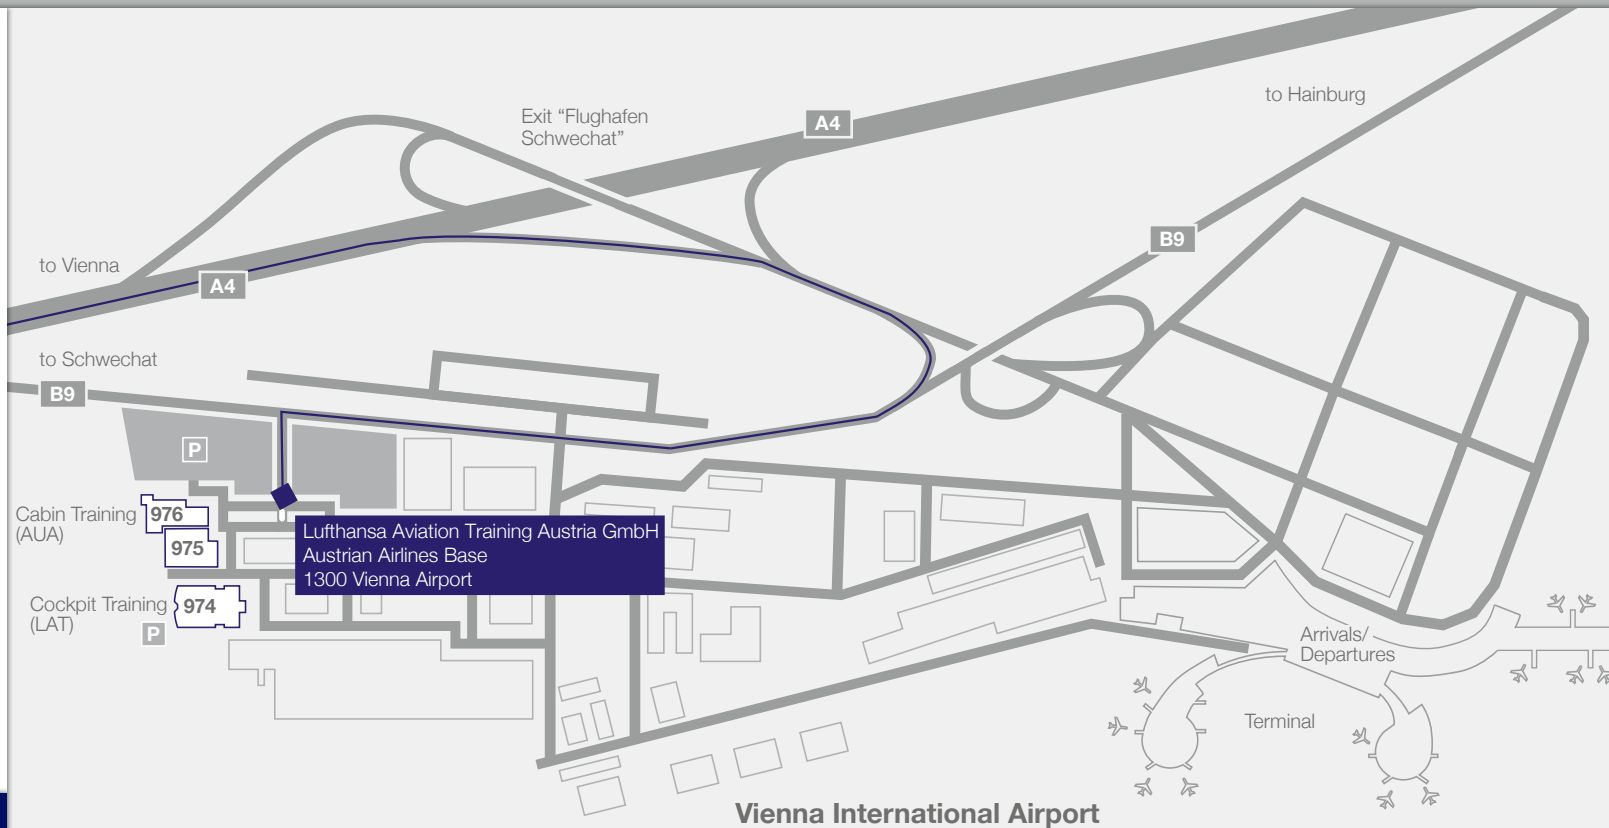 to Hainburg
Exit “Flughafen
Schwechat”
A4
B9
to Vienna
A4
to Schwechat
B9
P
Cabin Training
(AUA)
976
975
Lufthansa Aviation Training Austria GmbH
Austrian Airlines Base
1300 Vienna Airport
Cockpit Training
(LAT)
974
P
Arrivals/
Departures
Terminal
Vienna International Airport